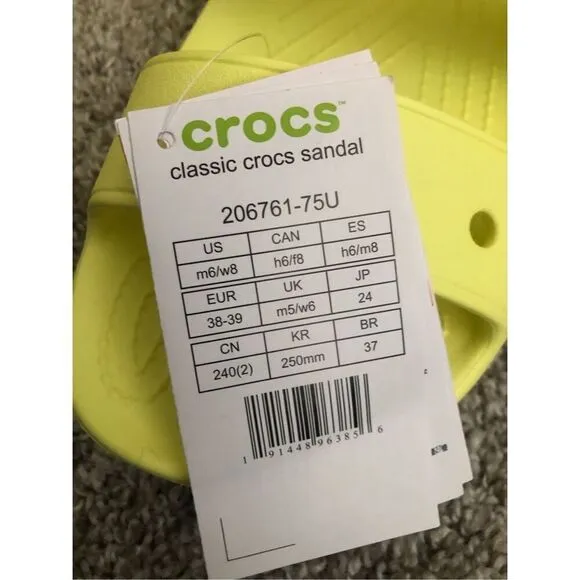 crocs™
classic crocs sandal
206761-75U
US CAN ES
m6/w8 h6/f8 h6/m8
EUR UK JP
38-39 m5/w6 24
CN KR BR
240(2) 250mm 37
1 91448 96385 6